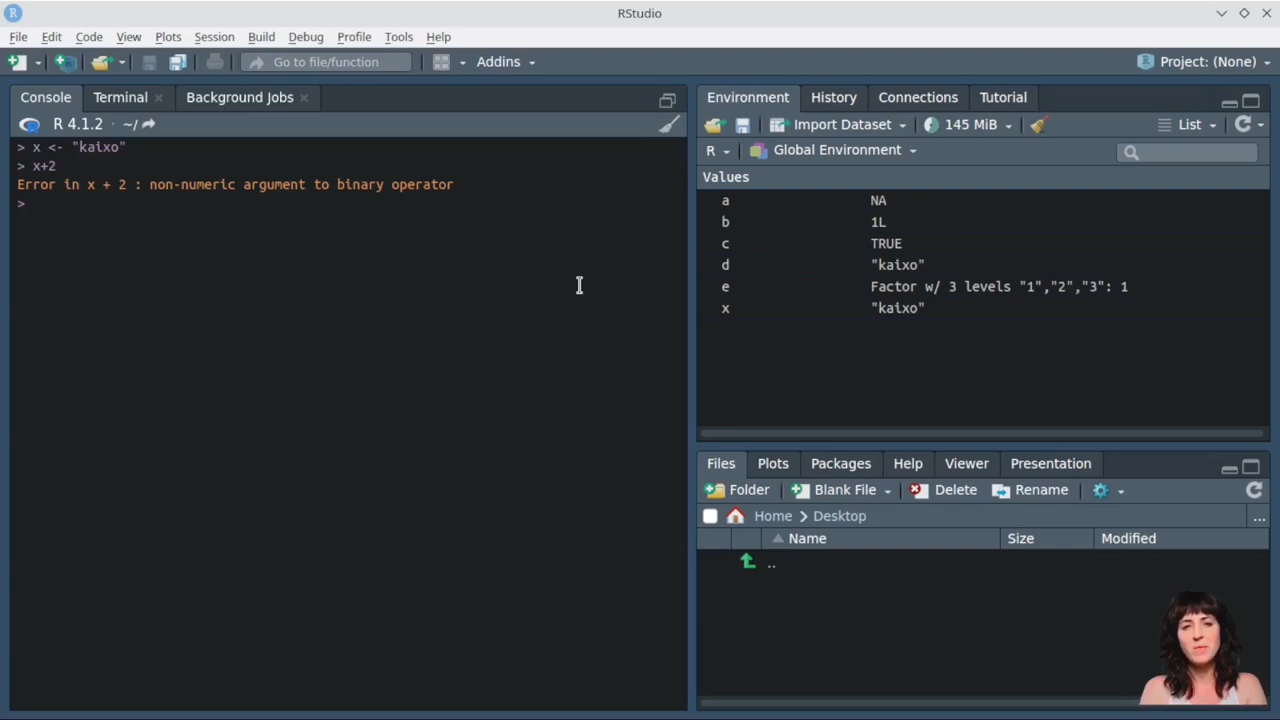 RStudio
File Edit Code View Plots Session Build Debug Profile Tools Help
Go to file/function Addins Project: (None)
Console Terminal Background Jobs
R 4.1.2 · ~/
> x <- "kaixo"
> x+2
Error in x + 2 : non-numeric argument to binary operator
>
Environment History Connections Tutorial
Import Dataset 145 MiB List
R Global Environment
Values
a NA
b 1L
c TRUE
d "kaixo"
e Factor w/ 3 levels "1","2","3": 1
x "kaixo"
Files Plots Packages Help Viewer Presentation
Folder Blank File Delete Rename
Home Desktop ...
Name Size Modified
..